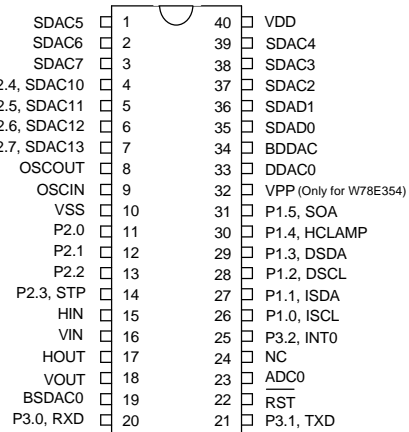 SDAC5 1 40 VDD
SDAC6 2 39 SDAC4
SDAC7 3 38 SDAC3
2.4, SDAC10 4 37 SDAC2
2.5, SDAC11 5 36 SDAD1
2.6, SDAC12 6 35 SDAD0
2.7, SDAC13 7 34 BDDAC
OSCOUT 8 33 DDAC0
OSCIN 9 32 VPP (Only for W78E354)
VSS 10 31 P1.5, SOA
P2.0 11 30 P1.4, HCLAMP
P2.1 12 29 P1.3, DSDA
P2.2 13 28 P1.2, DSCL
P2.3, STP 14 27 P1.1, ISDA
HIN 15 26 P1.0, ISCL
VIN 16 25 P3.2, INT0
HOUT 17 24 NC
VOUT 18 23 ADC0
BSDAC0 19 22 RST
P3.0, RXD 20 21 P3.1, TXD